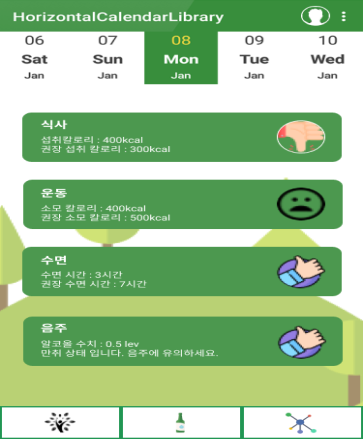 HorizontalCalendarLibrary
06 07 08 09 10
Sat Sun Mon Tue Wed
Jan Jan Jan Jan Jan
식사
섭취칼로리 : 400kcal
권장 섭취 칼로리 : 300kcal
운동
소모 칼로리 : 400kcal
권장 소모 칼로리 : 500kcal
수면
수면 시간 : 3시간
권장 수면 시간 : 7시간
음주
알코올 수치 : 0.5 lev
만취 상태 입니다. 음주에 유의하세요.